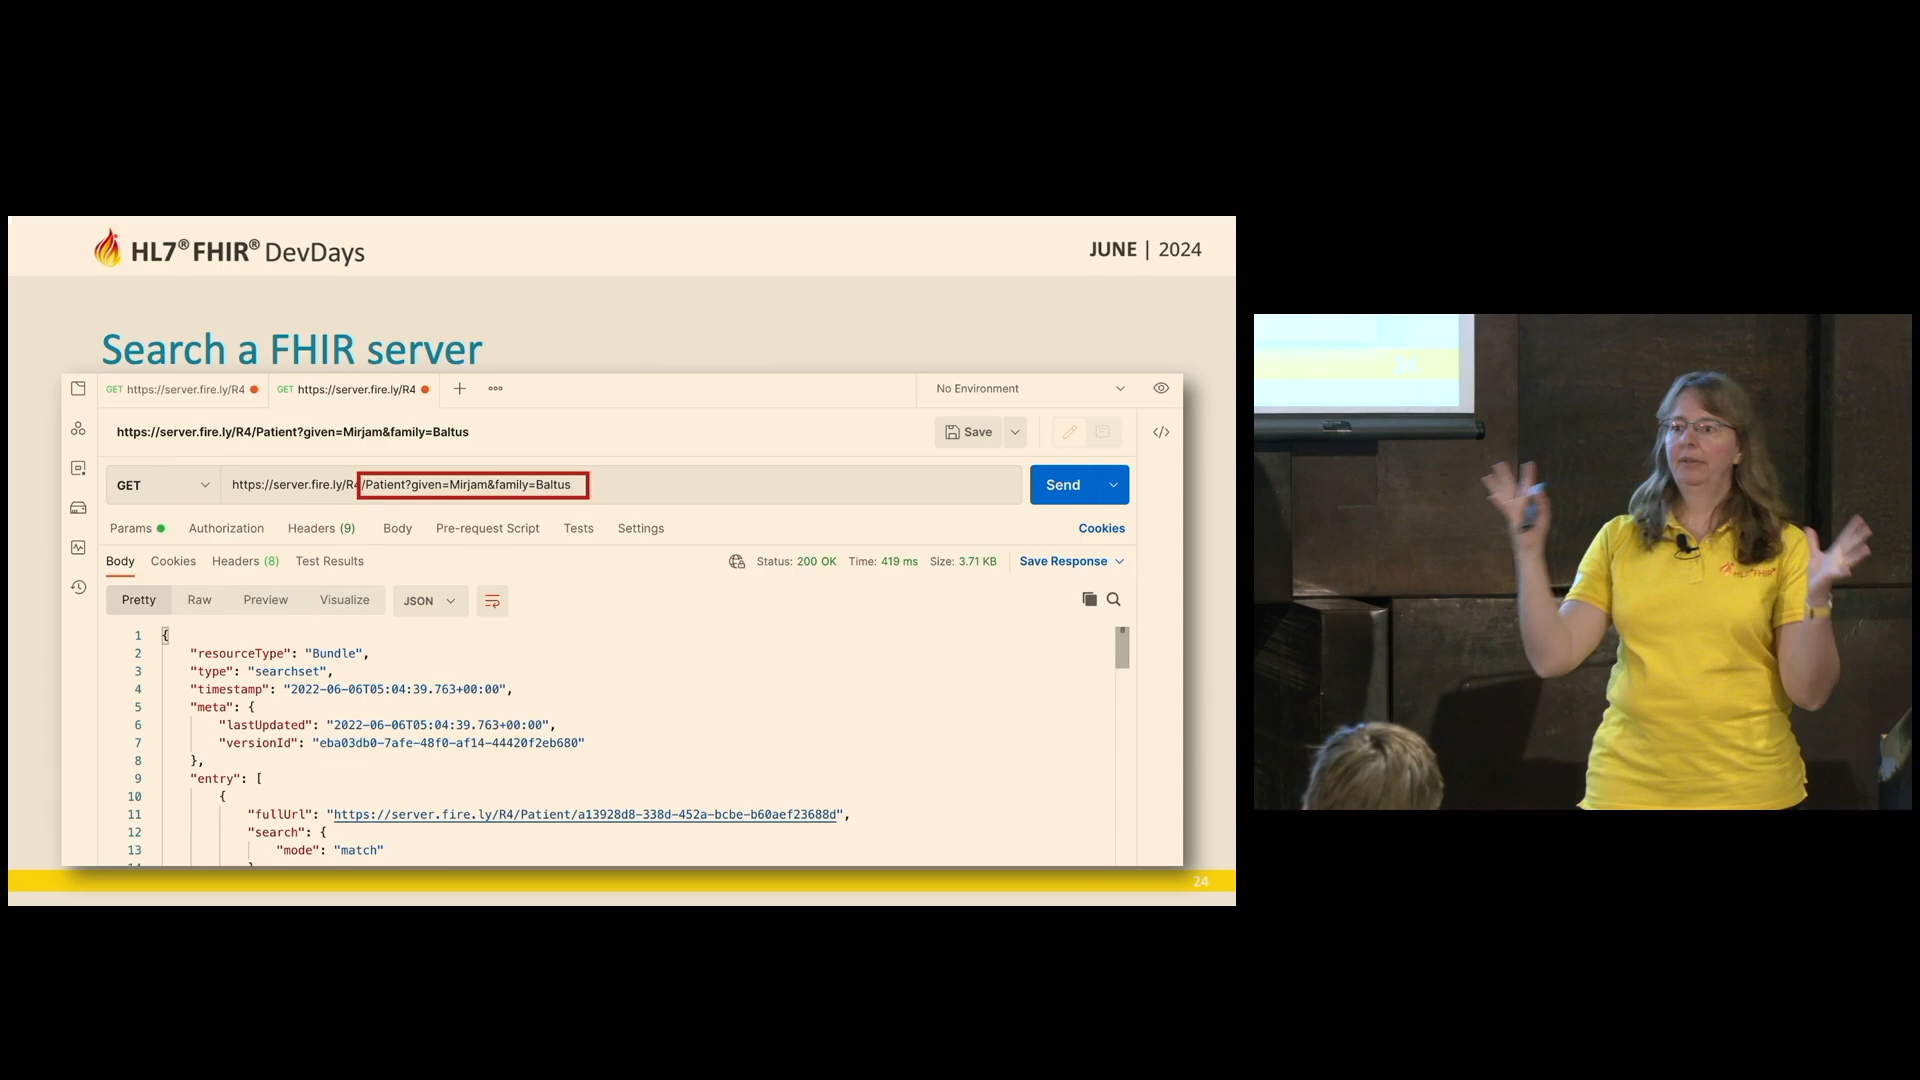 HL7® FHIR® DevDays
JUNE | 2024
Search a FHIR server
GET https://server.fire.ly/R4
GET https://server.fire.ly/R4
No Environment
https://server.fire.ly/R4/Patient?given=Mirjam&family=Baltus
Save
GET
https://server.fire.ly/R4/Patient?given=Mirjam&family=Baltus
Send
Params Authorization Headers (9) Body Pre-request Script Tests Settings Cookies
Body Cookies Headers (8) Test Results Status: 200 OK Time: 419 ms Size: 3.71 KB Save Response
Pretty Raw Preview Visualize JSON
1 {
2 "resourceType": "Bundle",
3 "type": "searchset",
4 "timestamp": "2022-06-06T05:04:39.763+00:00",
5 "meta": {
6 "lastUpdated": "2022-06-06T05:04:39.763+00:00",
7 "versionId": "eba03db0-7afe-48f0-af14-44420f2eb680"
8 },
9 "entry": [
10 {
11 "fullUrl": "https://server.fire.ly/R4/Patient/a13928d8-338d-452a-bcbe-b60aef23688d",
12 "search": {
13 "mode": "match"
24
24
HL7 FHIR